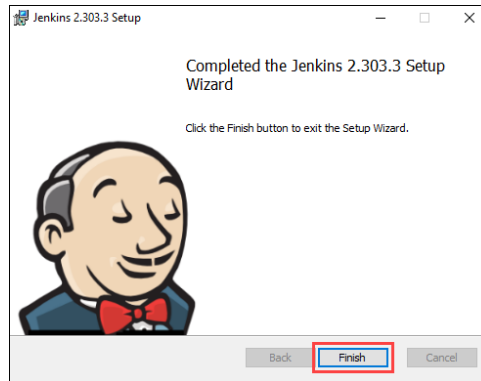 Jenkins 2.303.3 Setup
Completed the Jenkins 2.303.3 Setup
Wizard
Click the Finish button to exit the Setup Wizard.
Back Finish Cancel